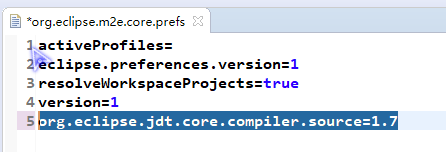 *org.eclipse.m2e.core.prefs
1 activeProfiles=
2 eclipse.preferences.version=1
3 resolveWorkspaceProjects=true
4 version=1
5 org.eclipse.jdt.core.compiler.source=1.7